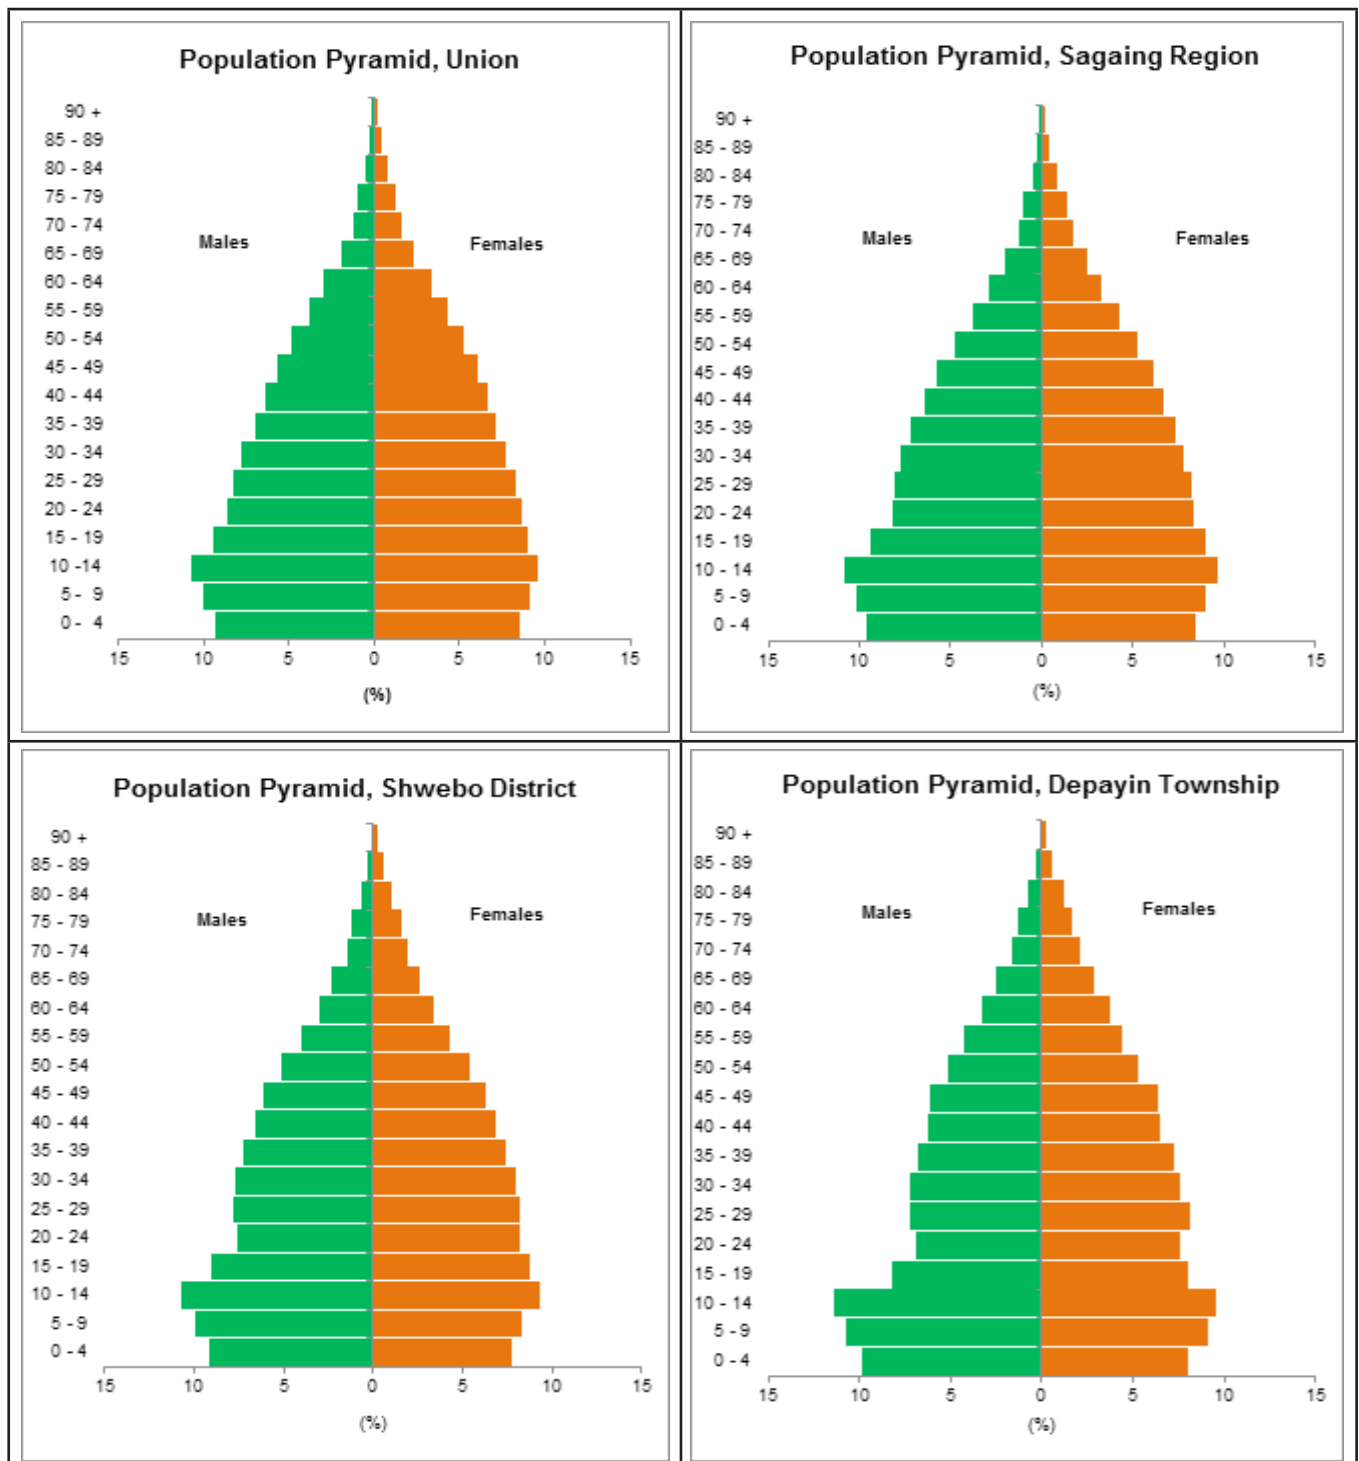 Population Pyramid, Union
90 +
85 - 89
80 - 84
75 - 79
70 - 74
65 - 69
60 - 64
55 - 59
50 - 54
45 - 49
40 - 44
35 - 39
30 - 34
25 - 29
20 - 24
15 - 19
10 -14
5 - 9
0 - 4
Males
Females
15 10 5 0 5 10 15
(%)
Population Pyramid, Sagaing Region
90 +
85 - 89
80 - 84
75 - 79
70 - 74
65 - 69
60 - 64
55 - 59
50 - 54
45 - 49
40 - 44
35 - 39
30 - 34
25 - 29
20 - 24
15 - 19
10 - 14
5 - 9
0 - 4
Males
Females
15 10 5 0 5 10 15
(%)
Population Pyramid, Shwebo District
90 +
85 - 89
80 - 84
75 - 79
70 - 74
65 - 69
60 - 64
55 - 59
50 - 54
45 - 49
40 - 44
35 - 39
30 - 34
25 - 29
20 - 24
15 - 19
10 - 14
5 - 9
0 - 4
Males
Females
15 10 5 0 5 10 15
(%)
Population Pyramid, Depayin Township
90 +
85 - 89
80 - 84
75 - 79
70 - 74
65 - 69
60 - 64
55 - 59
50 - 54
45 - 49
40 - 44
35 - 39
30 - 34
25 - 29
20 - 24
15 - 19
10 - 14
5 - 9
0 - 4
Males
Females
15 10 5 0 5 10 15
(%)